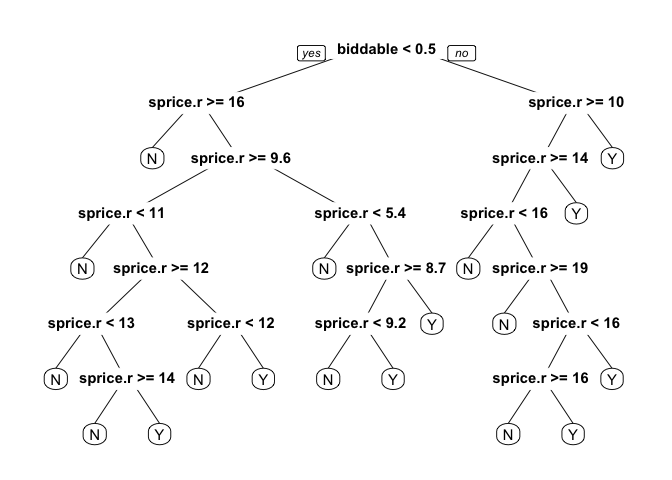 yes biddable < 0.5 no
sprice.r >= 16 sprice.r >= 10
N sprice.r >= 9.6 sprice.r >= 14 Y
sprice.r < 11 sprice.r < 5.4 sprice.r < 16 Y
N sprice.r >= 12 N sprice.r >= 8.7 N sprice.r >= 19
sprice.r < 13 sprice.r < 12 sprice.r < 9.2 Y N sprice.r < 16
N sprice.r >= 14 N Y N Y sprice.r >= 16 Y
N Y N Y